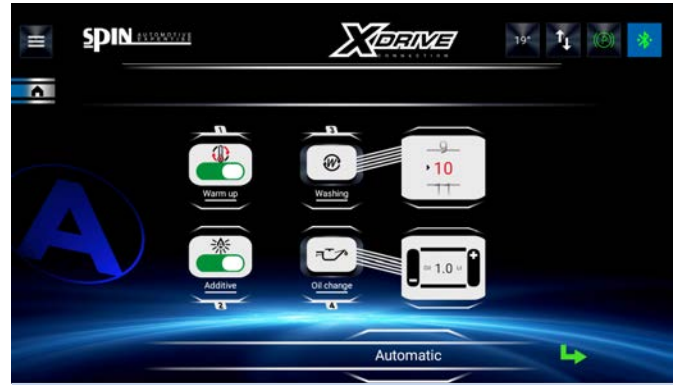 SPIN AUTOMOTIVE EXPERTISE
XDRIVE
CONNECTION
19°
P
A
1
Warm up
3
Washing
9
10
11
Additive
2
Oil change
4
1.0
Automatic